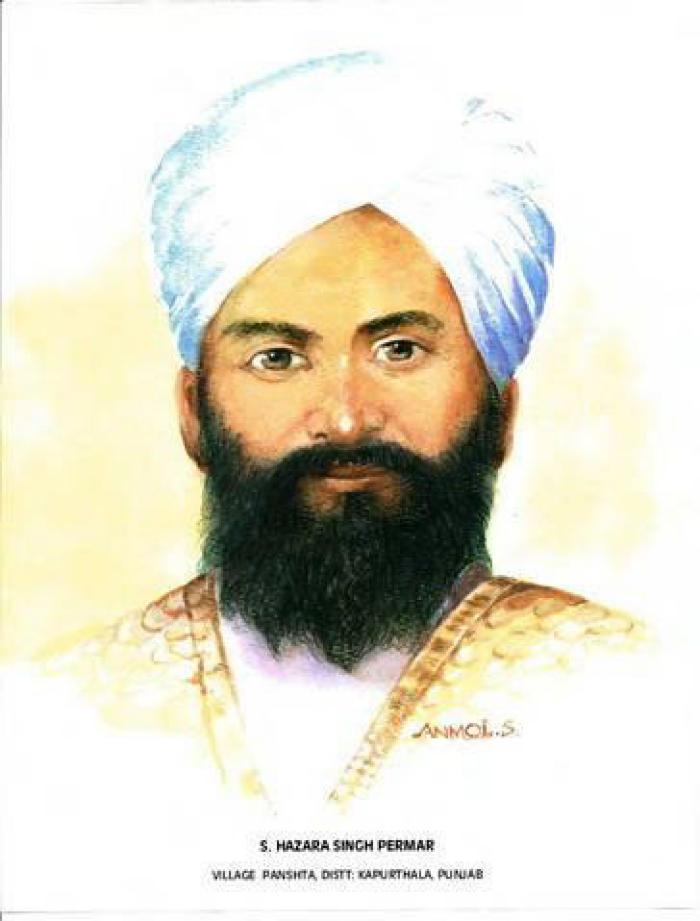 ANMOL.S.
S. HAZARA SINGH PERMAR
VILLAGE PANSHTA, DISTT: KAPURTHALA, PUNJAB